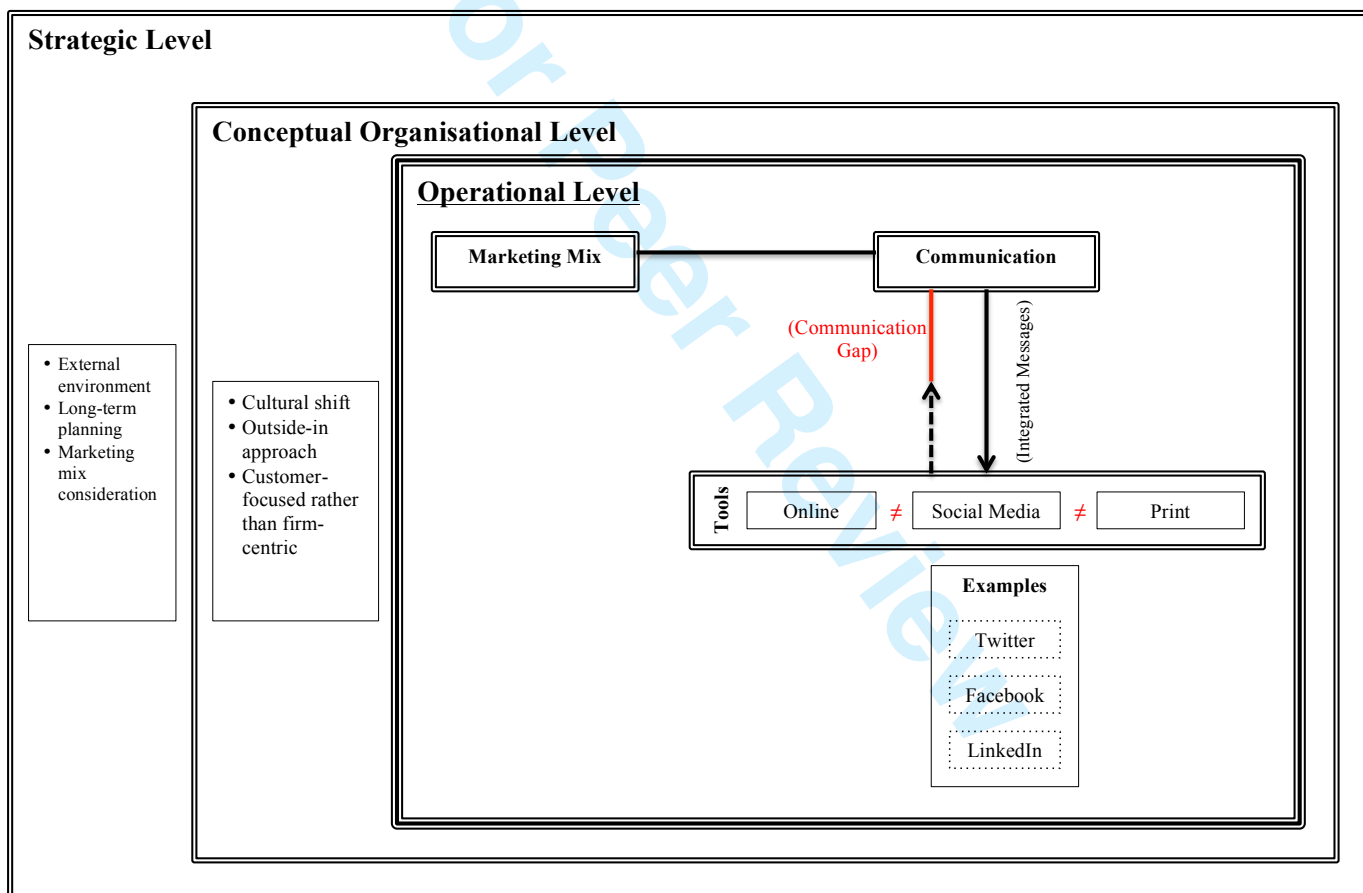 Strategic Level
Conceptual Organisational Level
Operational Level
Marketing Mix
Communication
(Communication
Gap)
(Integrated Messages)
• External
environment
• Long-term
planning
• Marketing
mix
consideration
• Cultural shift
• Outside-in
approach
• Customer-
focused rather
than firm-
centric
Tools
Online ≠ Social Media ≠ Print
Examples
Twitter
Facebook
LinkedIn
or Peer Review